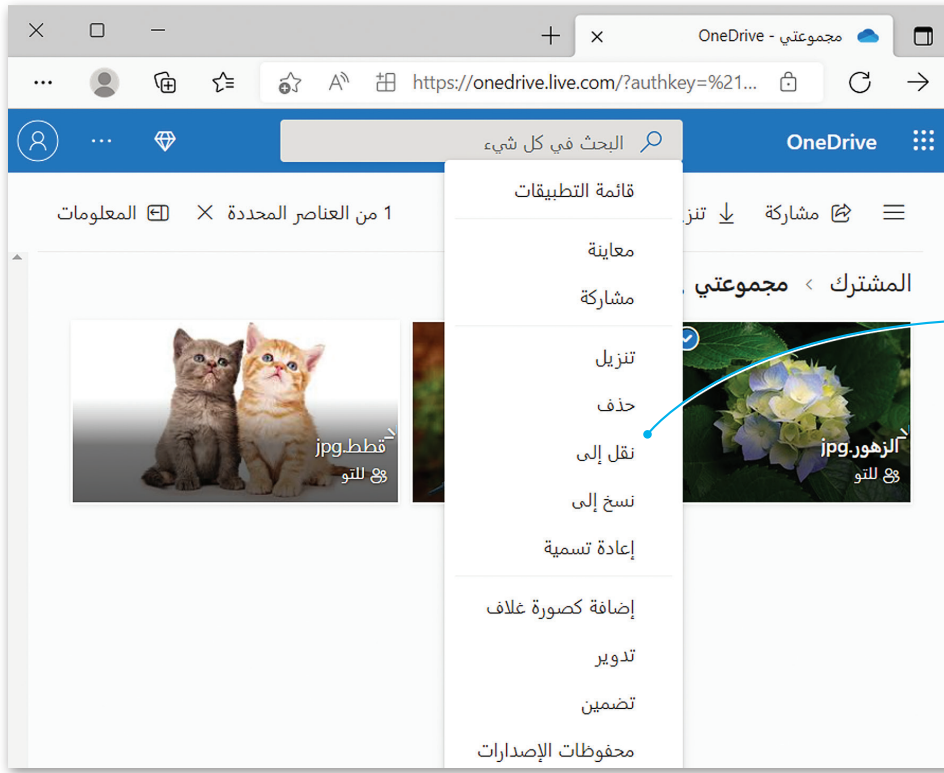 مجموعتي - OneDrive
https://onedrive.live.com/?authkey=%21...
OneDrive
البحث في كل شيء
مشاركة
تنز
1 من العناصر المحددة
المعلومات
المشترك > مجموعتي
قائمة التطبيقات
معاينة
مشاركة
تنزيل
حذف
نقل إلى
نسخ إلى
إعادة تسمية
إضافة كصورة غلاف
تدوير
تضمين
محفوظات الإصدارات
الزهور.jpg
للتو
قطط.jpg
للتو